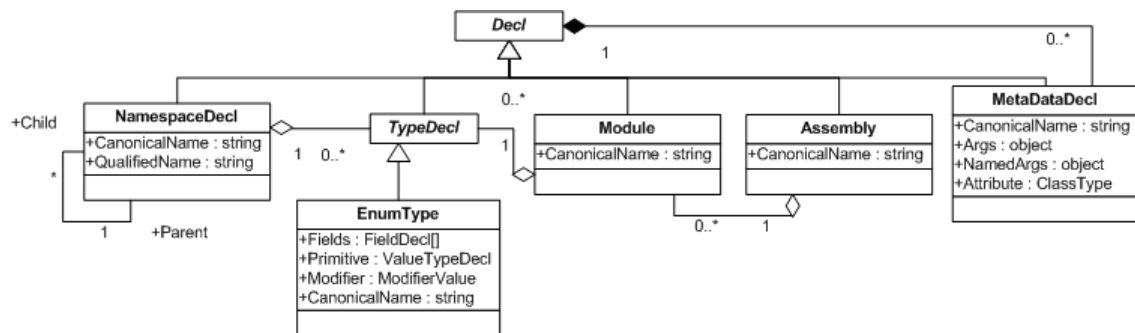 Decl
1
0..*
NamespaceDecl
+CanonicalName : string
+QualifiedName : string
+Child
*
1
+Parent
1
0..*
0..*
TypeDecl
1
Module
+CanonicalName : string
Assembly
+CanonicalName : string
0..*
1
MetaDataDecl
+CanonicalName : string
+Args : object
+NamedArgs : object
+Attribute : ClassType
EnumType
+Fields : FieldDecl[]
+Primitive : ValueTypeDecl
+Modifier : ModifierValue
+CanonicalName : string